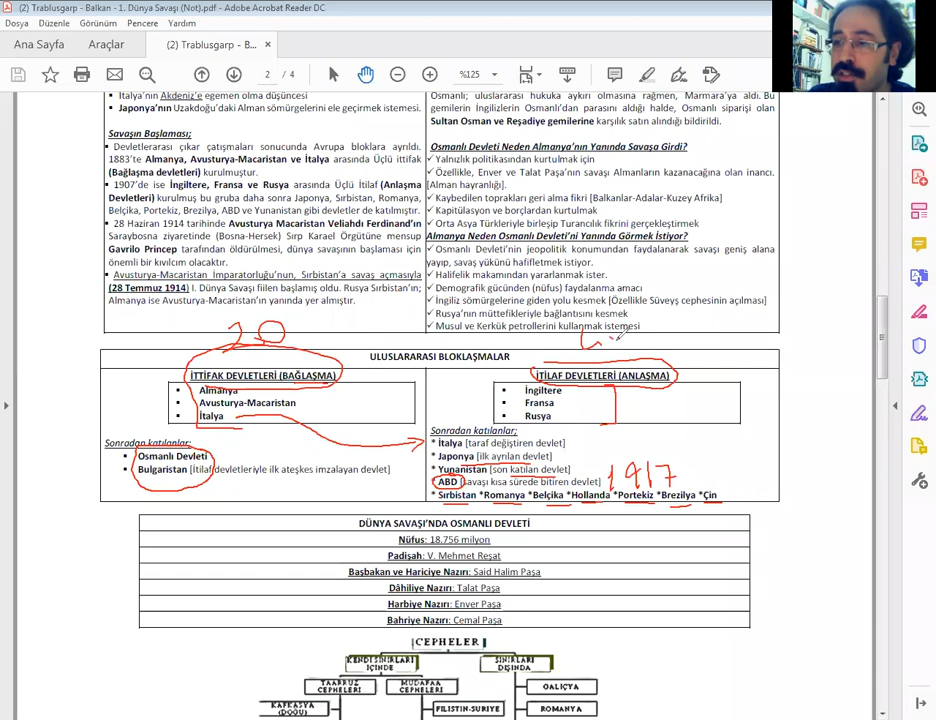 (2) Trablusgarp - Balkan - 1. Dünya Savaşı (Not).pdf - Adobe Acrobat Reader DC
Dosya Düzenle Görünüm Pencere Yardım
Ana Sayfa Araçlar (2) Trablusgarp - B... ×
2 / 4 %125
İtalya'nın Akdeniz'e egemen olma düşüncesi
Japonya'nın Uzakdoğu'daki Alman sömürgelerini ele geçirmek istemesi.
Savaşın Başlaması;
Devletlerarası çıkar çatışmaları sonucunda Avrupa bloklara ayrıldı.
1883'te Almanya, Avusturya-Macaristan ve İtalya arasında Üçlü ittifak
(Bağlaşma devletleri) kurulmuştur.
1907'de ise İngiltere, Fransa ve Rusya arasında Üçlü İtilaf (Anlaşma
Devletleri) kurulmuş bu gruba daha sonra Japonya, Sırbistan, Romanya,
Belçika, Portekiz, Brezilya, ABD ve Yunanistan gibi devletler de katılmıştır.
28 Haziran 1914 tarihinde Avusturya Macaristan Veliahdı Ferdinand'ın
Saraybosna ziyaretinde (Bosna-Hersek) Sırp Karael Örgütüne mensup
Gavrilo Princep tarafından öldürülmesi, dünya savaşının başlaması için
önemli bir kıvılcım olacaktır.
Avusturya-Macaristan İmparatorluğu'nun, Sırbistan'a savaş açmasıyla
(28 Temmuz 1914) I. Dünya Savaşı fiilen başlamış oldu. Rusya Sırbistan'ın;
Almanya ise Avusturya-Macaristan'ın yanında yer almıştır.
Osmanlı; uluslararası hukuka aykırı olmasına rağmen, Marmara'ya aldı. Bu
gemilerin İngilizlerin Osmanlı'dan parasını aldığı halde, Osmanlı siparişi olan
Sultan Osman ve Reşadiye gemilerine karşılık satın alındığı bildirildi.
Osmanlı Devleti Neden Almanya'nın Yanında Savaşa Girdi?
✓ Yalnızlık politikasından kurtulmak için
✓ Özellikle, Enver ve Talat Paşa'nın savaşı Almanların kazanacağına olan inancı.
[Alman hayranlığı].
✓ Kaybedilen toprakları geri alma fikri [Balkanlar-Adalar-Kuzey Afrika]
✓ Kapitülasyon ve borçlardan kurtulmak
✓ Orta Asya Türkleriyle birleşip Turancılık fikrini gerçekleştirmek
Almanya Neden Osmanlı Devleti'ni Yanında Görmek İstiyor?
✓ Osmanlı Devleti'nin jeopolitik konumundan faydalanarak savaşı geniş alana
yayıp, savaş yükünü hafifletmek istiyor.
✓ Halifelik makamından yararlanmak ister.
✓ Demografik gücünden (nüfus) faydalanma amacı
✓ İngiliz sömürgelerine giden yolu kesmek [Özellikle Süveyş cephesinin açılması]
✓ Rusya'nın müttefikleriyle bağlantısını kesmek
✓ Musul ve Kerkük petrollerini kullanmak istemesi
20
ULUSLARARASI BLOKLAŞMALAR
İTTİFAK DEVLETLERİ (BAĞLAŞMA)
Almanya
Avusturya-Macaristan
İtalya
Sonradan katılanlar:
Osmanlı Devleti
Bulgaristan [İtilaf devletleriyle ilk ateşkes imzalayan devlet]
İTİLAF DEVLETLERİ (ANLAŞMA)
İngiltere
Fransa
Rusya
Sonradan katılanlar;
* İtalya [taraf değiştiren devlet]
* Japonya [ilk ayrılan devlet]
* Yunanistan [son katılan devlet]
* ABD [savaşı kısa sürede bitiren devlet] 1917
* Sırbistan *Romanya *Belçika *Hollanda *Portekiz *Brezilya *Çin
DÜNYA SAVAŞI'NDA OSMANLI DEVLETİ
Nüfus: 18.756 milyon
Padişah: V. Mehmet Reşat
Başbakan ve Hariciye Nazırı: Said Halim Paşa
Dâhiliye Nazırı: Talat Paşa
Harbiye Nazırı: Enver Paşa
Bahriye Nazırı: Cemal Paşa
CEPHELER
KENDİ SINIRLARI
İÇİNDE
SINIRLARI
DIŞINDA
TAARRUZ
CEPHELERİ
MÜDAFAA
CEPHELERİ
GALİÇYA
KAFKASYA
(DOĞU)
FİLİSTİN-SURİYE
ROMANYA